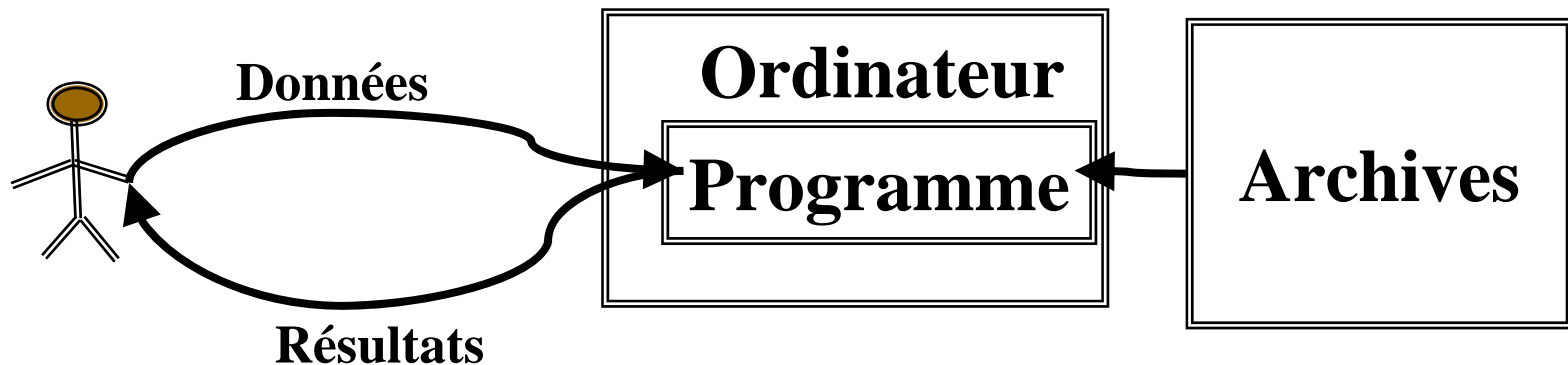 Données
Ordinateur
Programme
Archives
Résultats